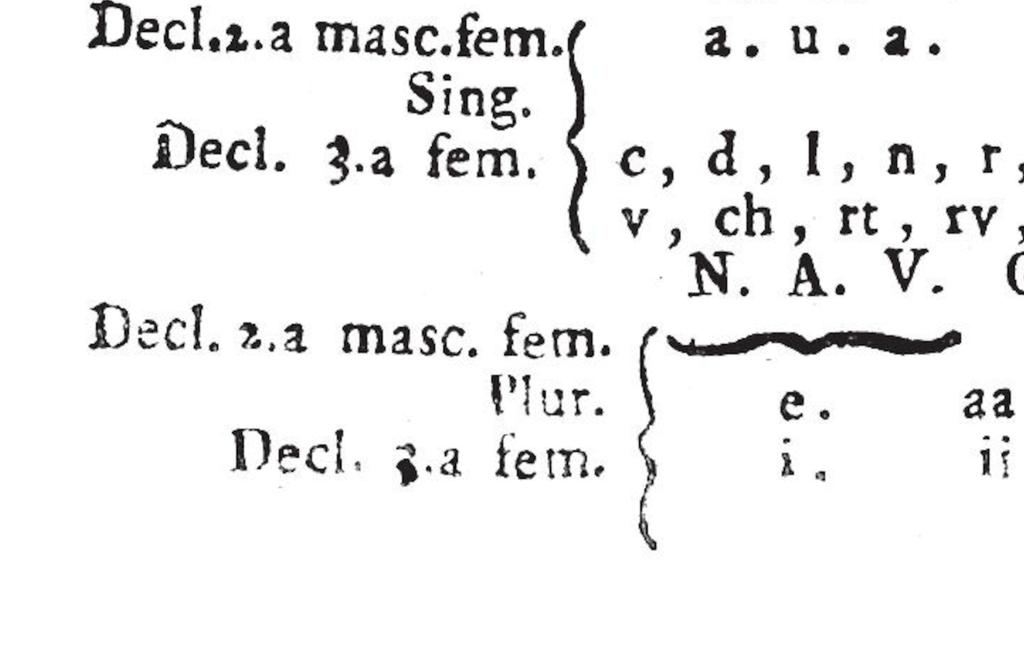 Decl.2.a masc.fem. a. u. a.
Sing.
Decl. 3.a fem. c, d, l, n, r,
v, ch, rt, rv,
N. A. V.
Decl. 2.a masc. fem.
Plur. e. aa
Decl. 3.a fem. i. ii